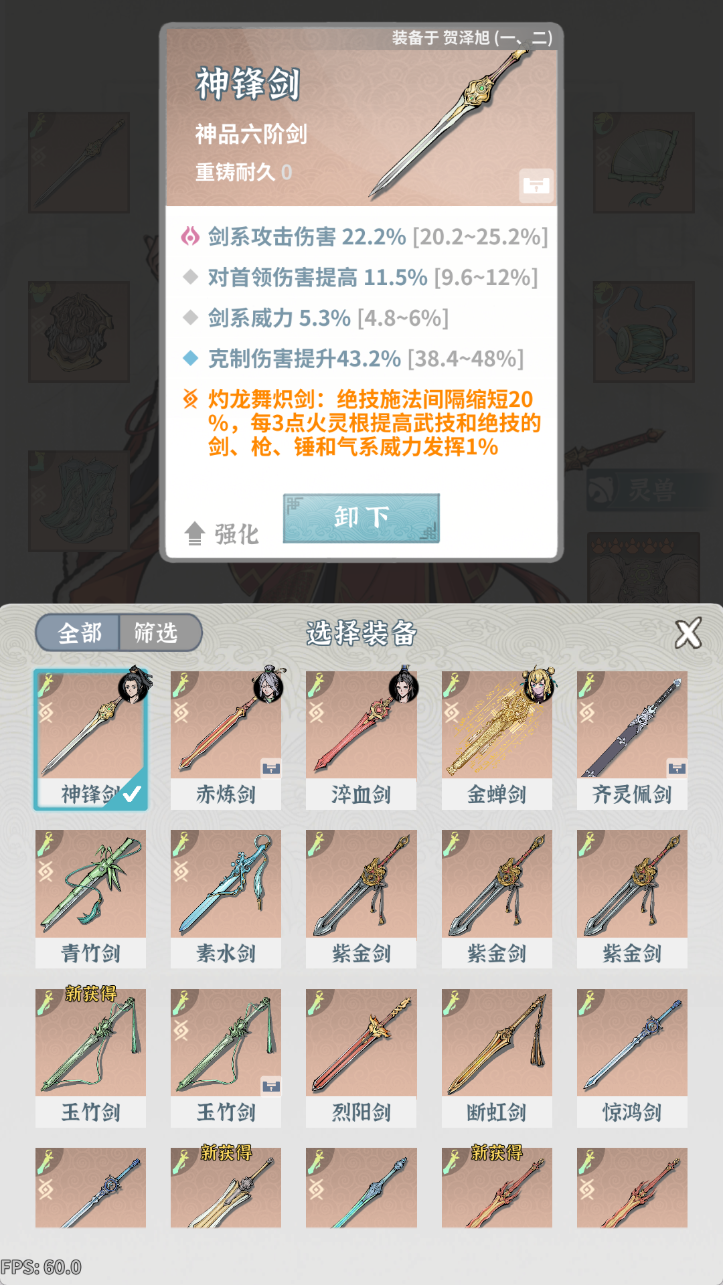 装备于 贺泽旭 (一、二)
神锋剑
神品六阶剑
重铸耐久 0
剑系攻击伤害 22.2% [20.2~25.2%]
对首领伤害提高 11.5% [9.6~12%]
剑系威力 5.3% [4.8~6%]
克制伤害提升43.2% [38.4~48%]
灼龙舞炽剑：绝技施法间隔缩短20
%，每3点火灵根提高武技和绝技的
剑、枪、锤和气系威力发挥1%
强化
卸下
灵兽
全部 筛选 选择装备 X
神锋剑 赤炼剑 淬血剑 金蝉剑 齐灵佩剑
青竹剑 素水剑 紫金剑 紫金剑 紫金剑
新获得
玉竹剑 玉竹剑 烈阳剑 断虹剑 惊鸿剑
新获得 新获得
FPS: 60.0